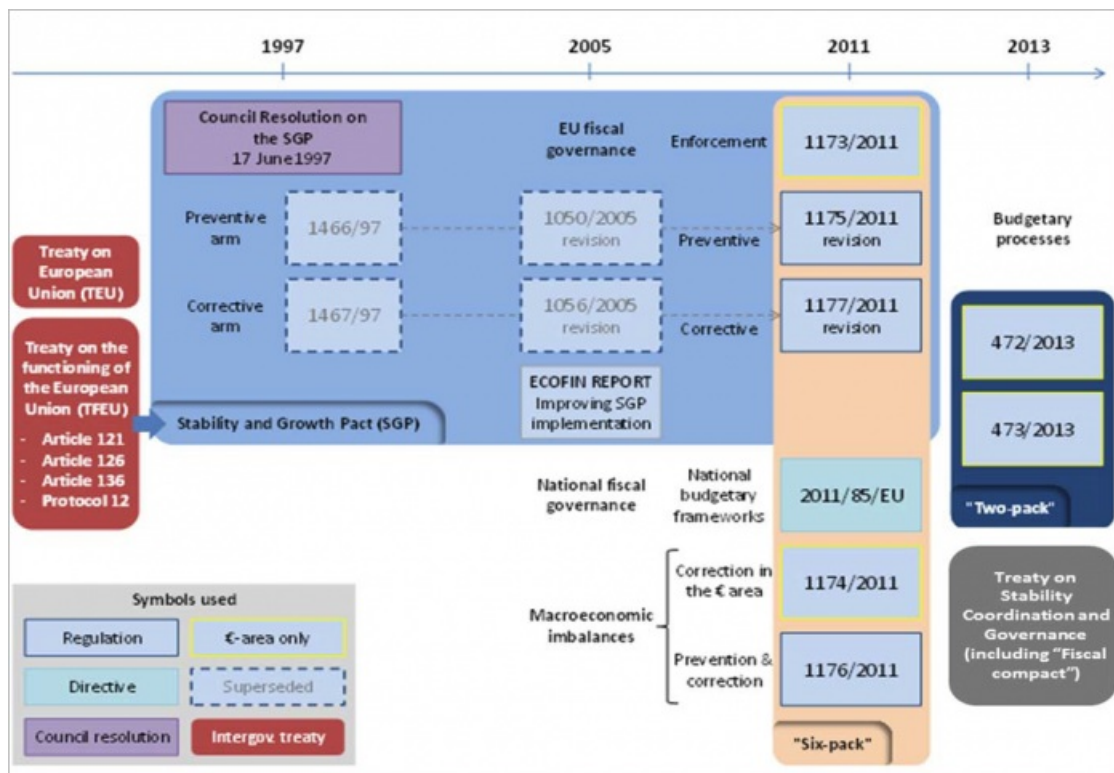 1997
2005
2011
2013
Council Resolution on
the SGP
17 June 1997
EU fiscal
governance
Enforcement
1173/2011
Preventive
arm
1466/97
1050/2005
revision
Preventive
1175/2011
revision
Budgetary
processes
Treaty on
European
Union (TEU)
Corrective
arm
1467/97
1056/2005
revision
Corrective
1177/2011
revision
472/2013
Treaty on the
functioning of
the European
Union (TFEU)
- Article 121
- Article 126
- Article 136
- Protocol 12
Stability and Growth Pact (SGP)
ECOFIN REPORT
Improving SGP
implementation
473/2013
"Two-pack"
National fiscal
governance
National
budgetary
frameworks
2011/85/EU
Macroeconomic
imbalances
Correction in
the € area
1174/2011
Prevention &
correction
1176/2011
"Six-pack"
Treaty on
Stability
Coordination and
Governance
(including "Fiscal
compact")
Symbols used
Regulation
€-area only
Directive
Superseded
Council resolution
Intergov. treaty